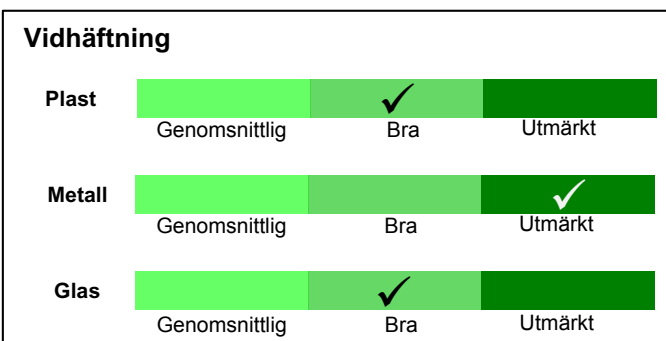 Vidhäftning
Plast
Genomsnittlig Bra Utmärkt
Metall
Genomsnittlig Bra Utmärkt
Glas
Genomsnittlig Bra Utmärkt